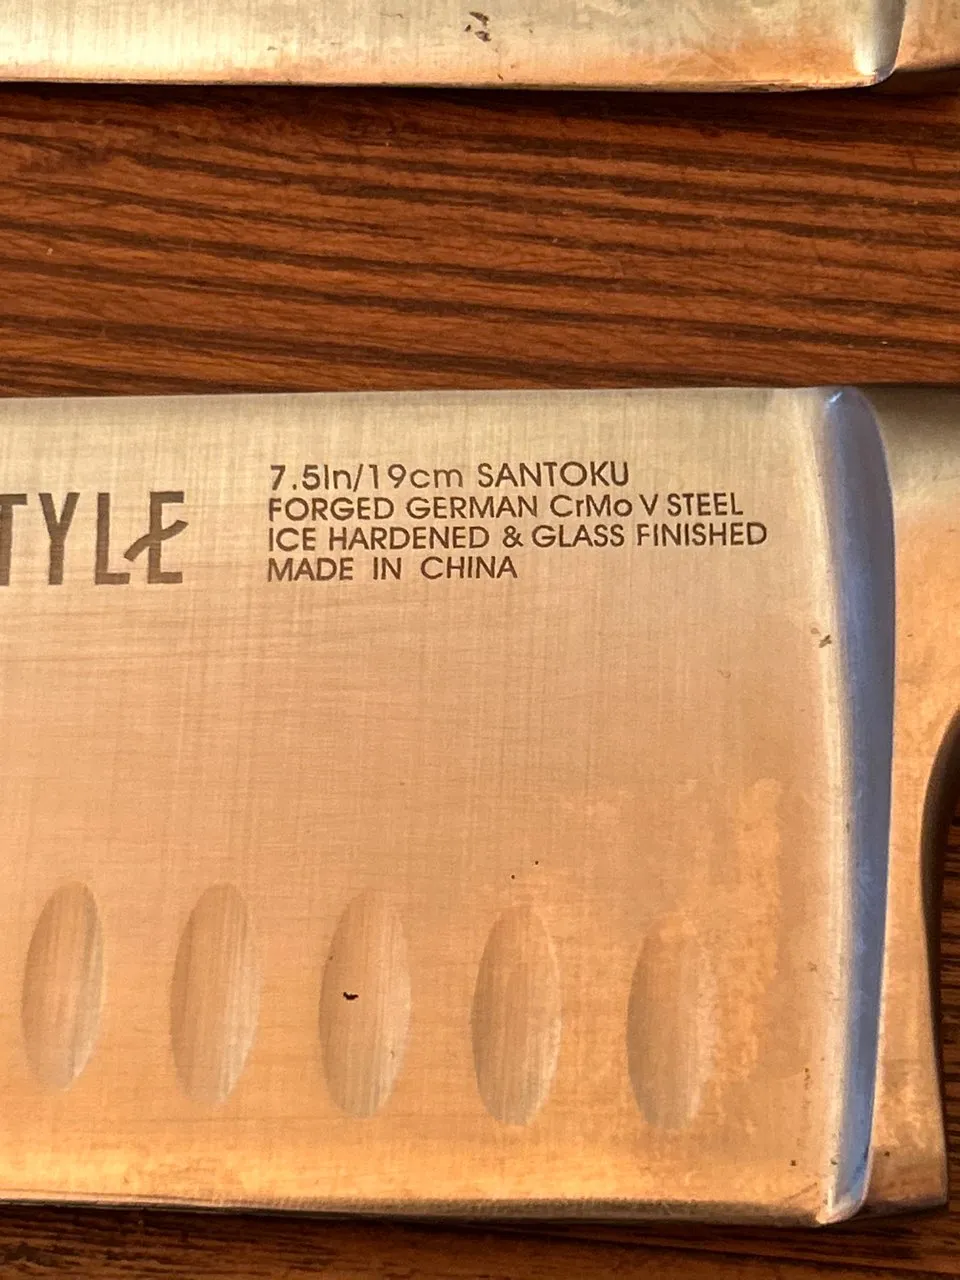 TYLE
7.5In/19cm SANTOKU
FORGED GERMAN CrMo V STEEL
ICE HARDENED & GLASS FINISHED
MADE IN CHINA